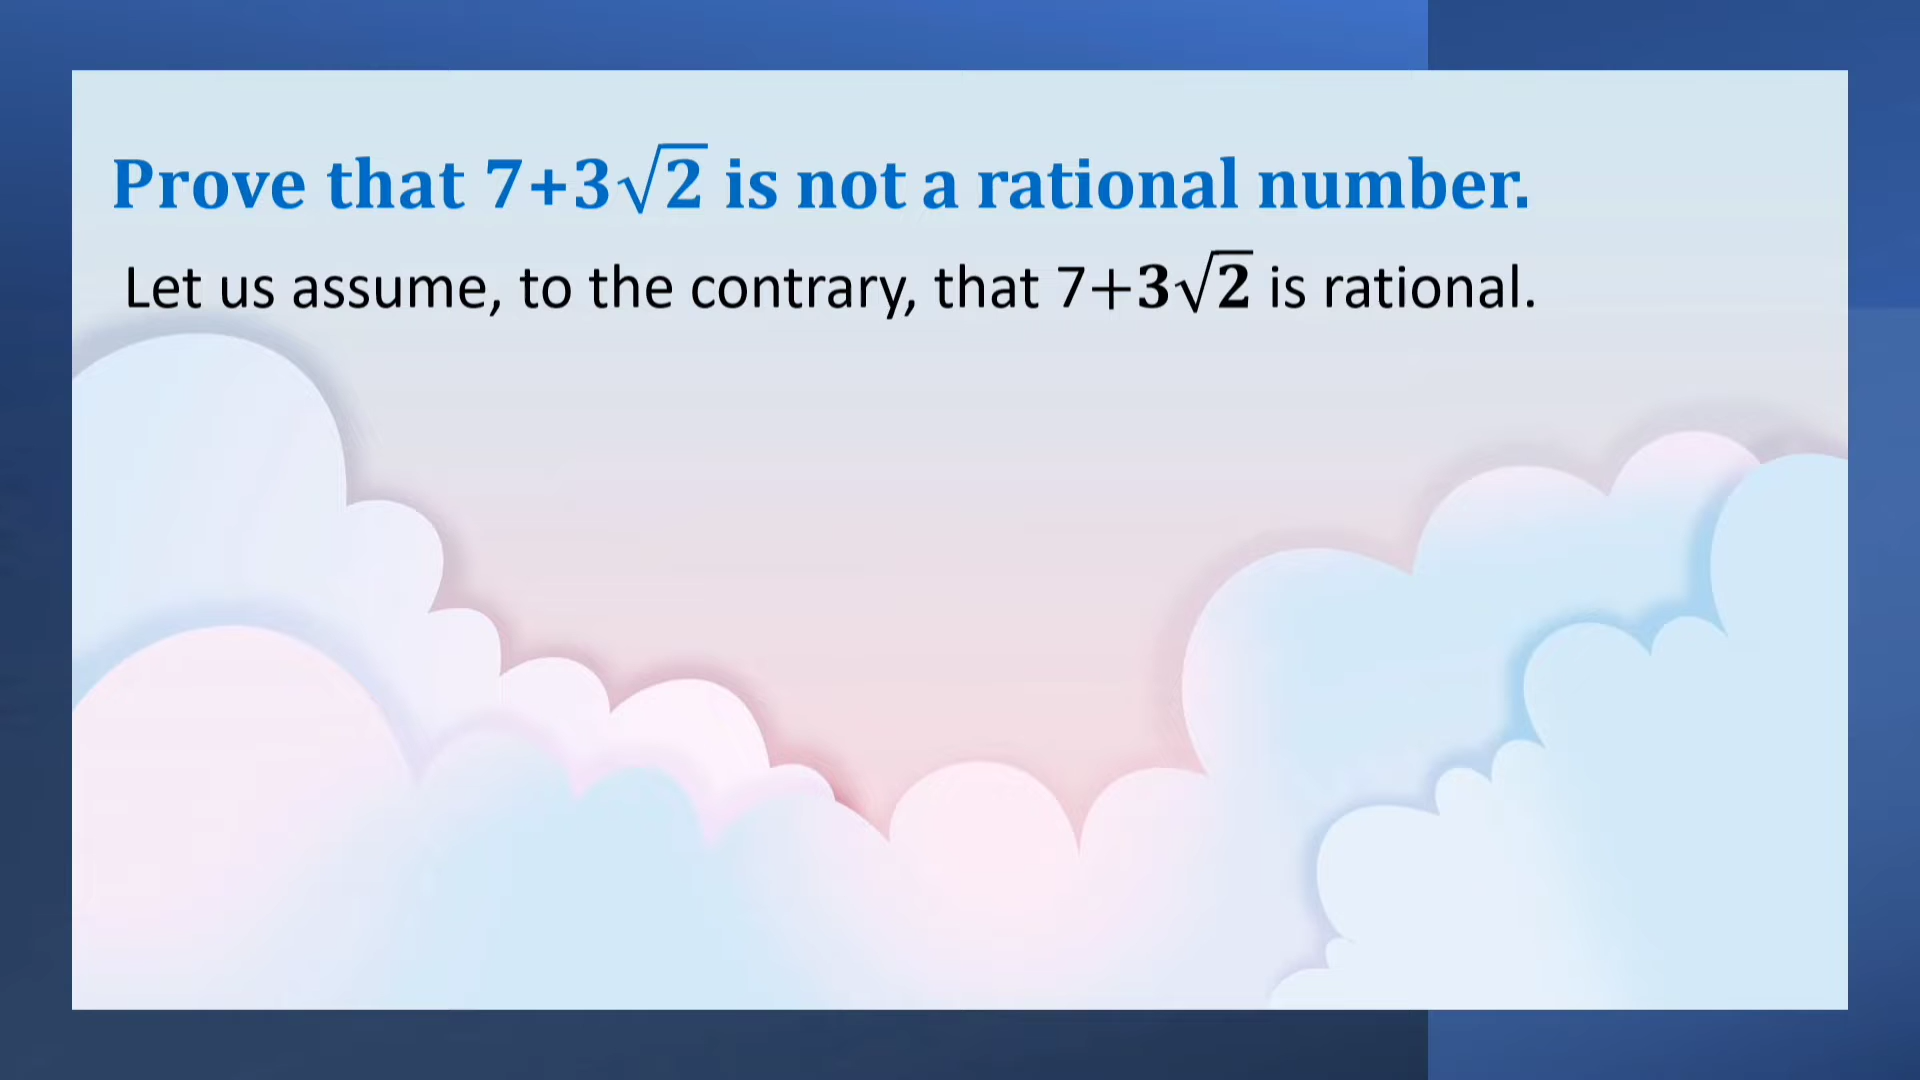 Prove that 7+3√2 is not a rational number.
Let us assume, to the contrary, that 7+3√2 is rational.